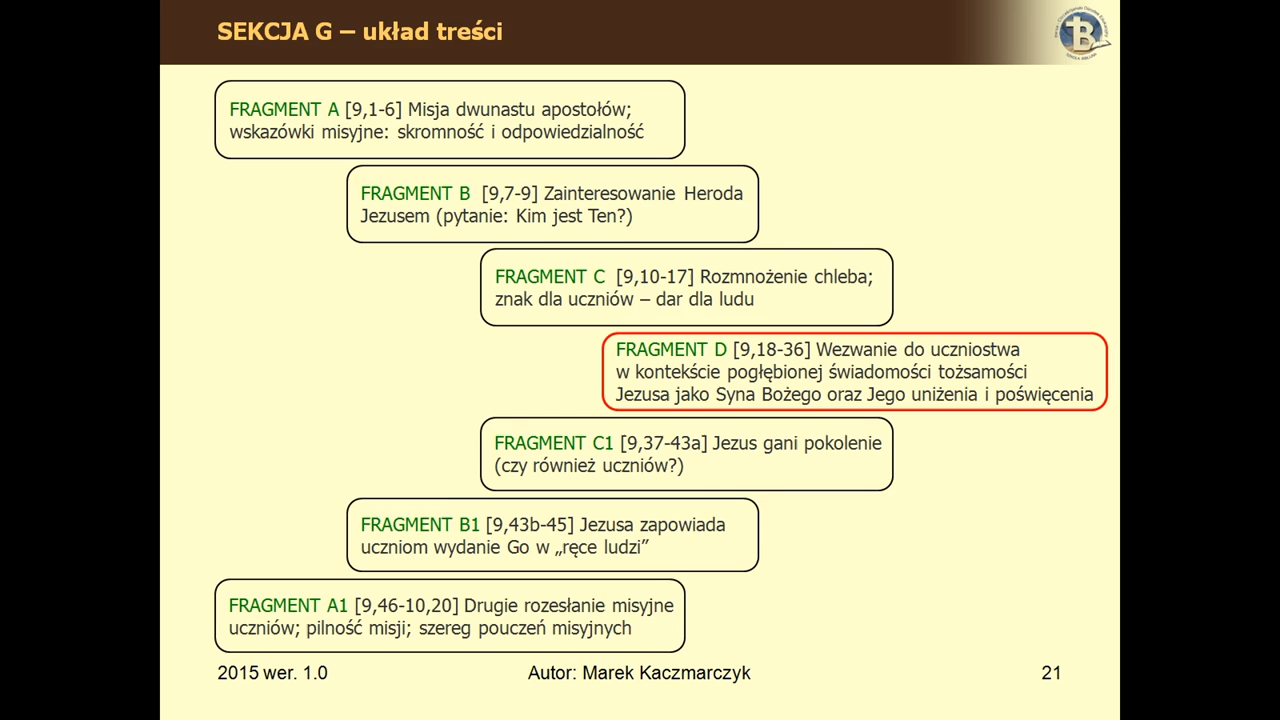 SEKCJA G – układ treści
FRAGMENT A [9,1-6] Misja dwunastu apostołów;
wskazówki misyjne: skromność i odpowiedzialność
FRAGMENT B [9,7-9] Zainteresowanie Heroda
Jezusem (pytanie: Kim jest Ten?)
FRAGMENT C [9,10-17] Rozmnożenie chleba;
znak dla uczniów – dar dla ludu
FRAGMENT D [9,18-36] Wezwanie do uczniostwa
w kontekście pogłębionej świadomości tożsamości
Jezusa jako Syna Bożego oraz Jego uniżenia i poświęcenia
FRAGMENT C1 [9,37-43a] Jezus gani pokolenie
(czy również uczniów?)
FRAGMENT B1 [9,43b-45] Jezusa zapowiada
uczniom wydanie Go w „ręce ludzi”
FRAGMENT A1 [9,46-10,20] Drugie rozesłanie misyjne
uczniów; pilność misji; szereg pouczeń misyjnych
2015 wer. 1.0
Autor: Marek Kaczmarczyk
21